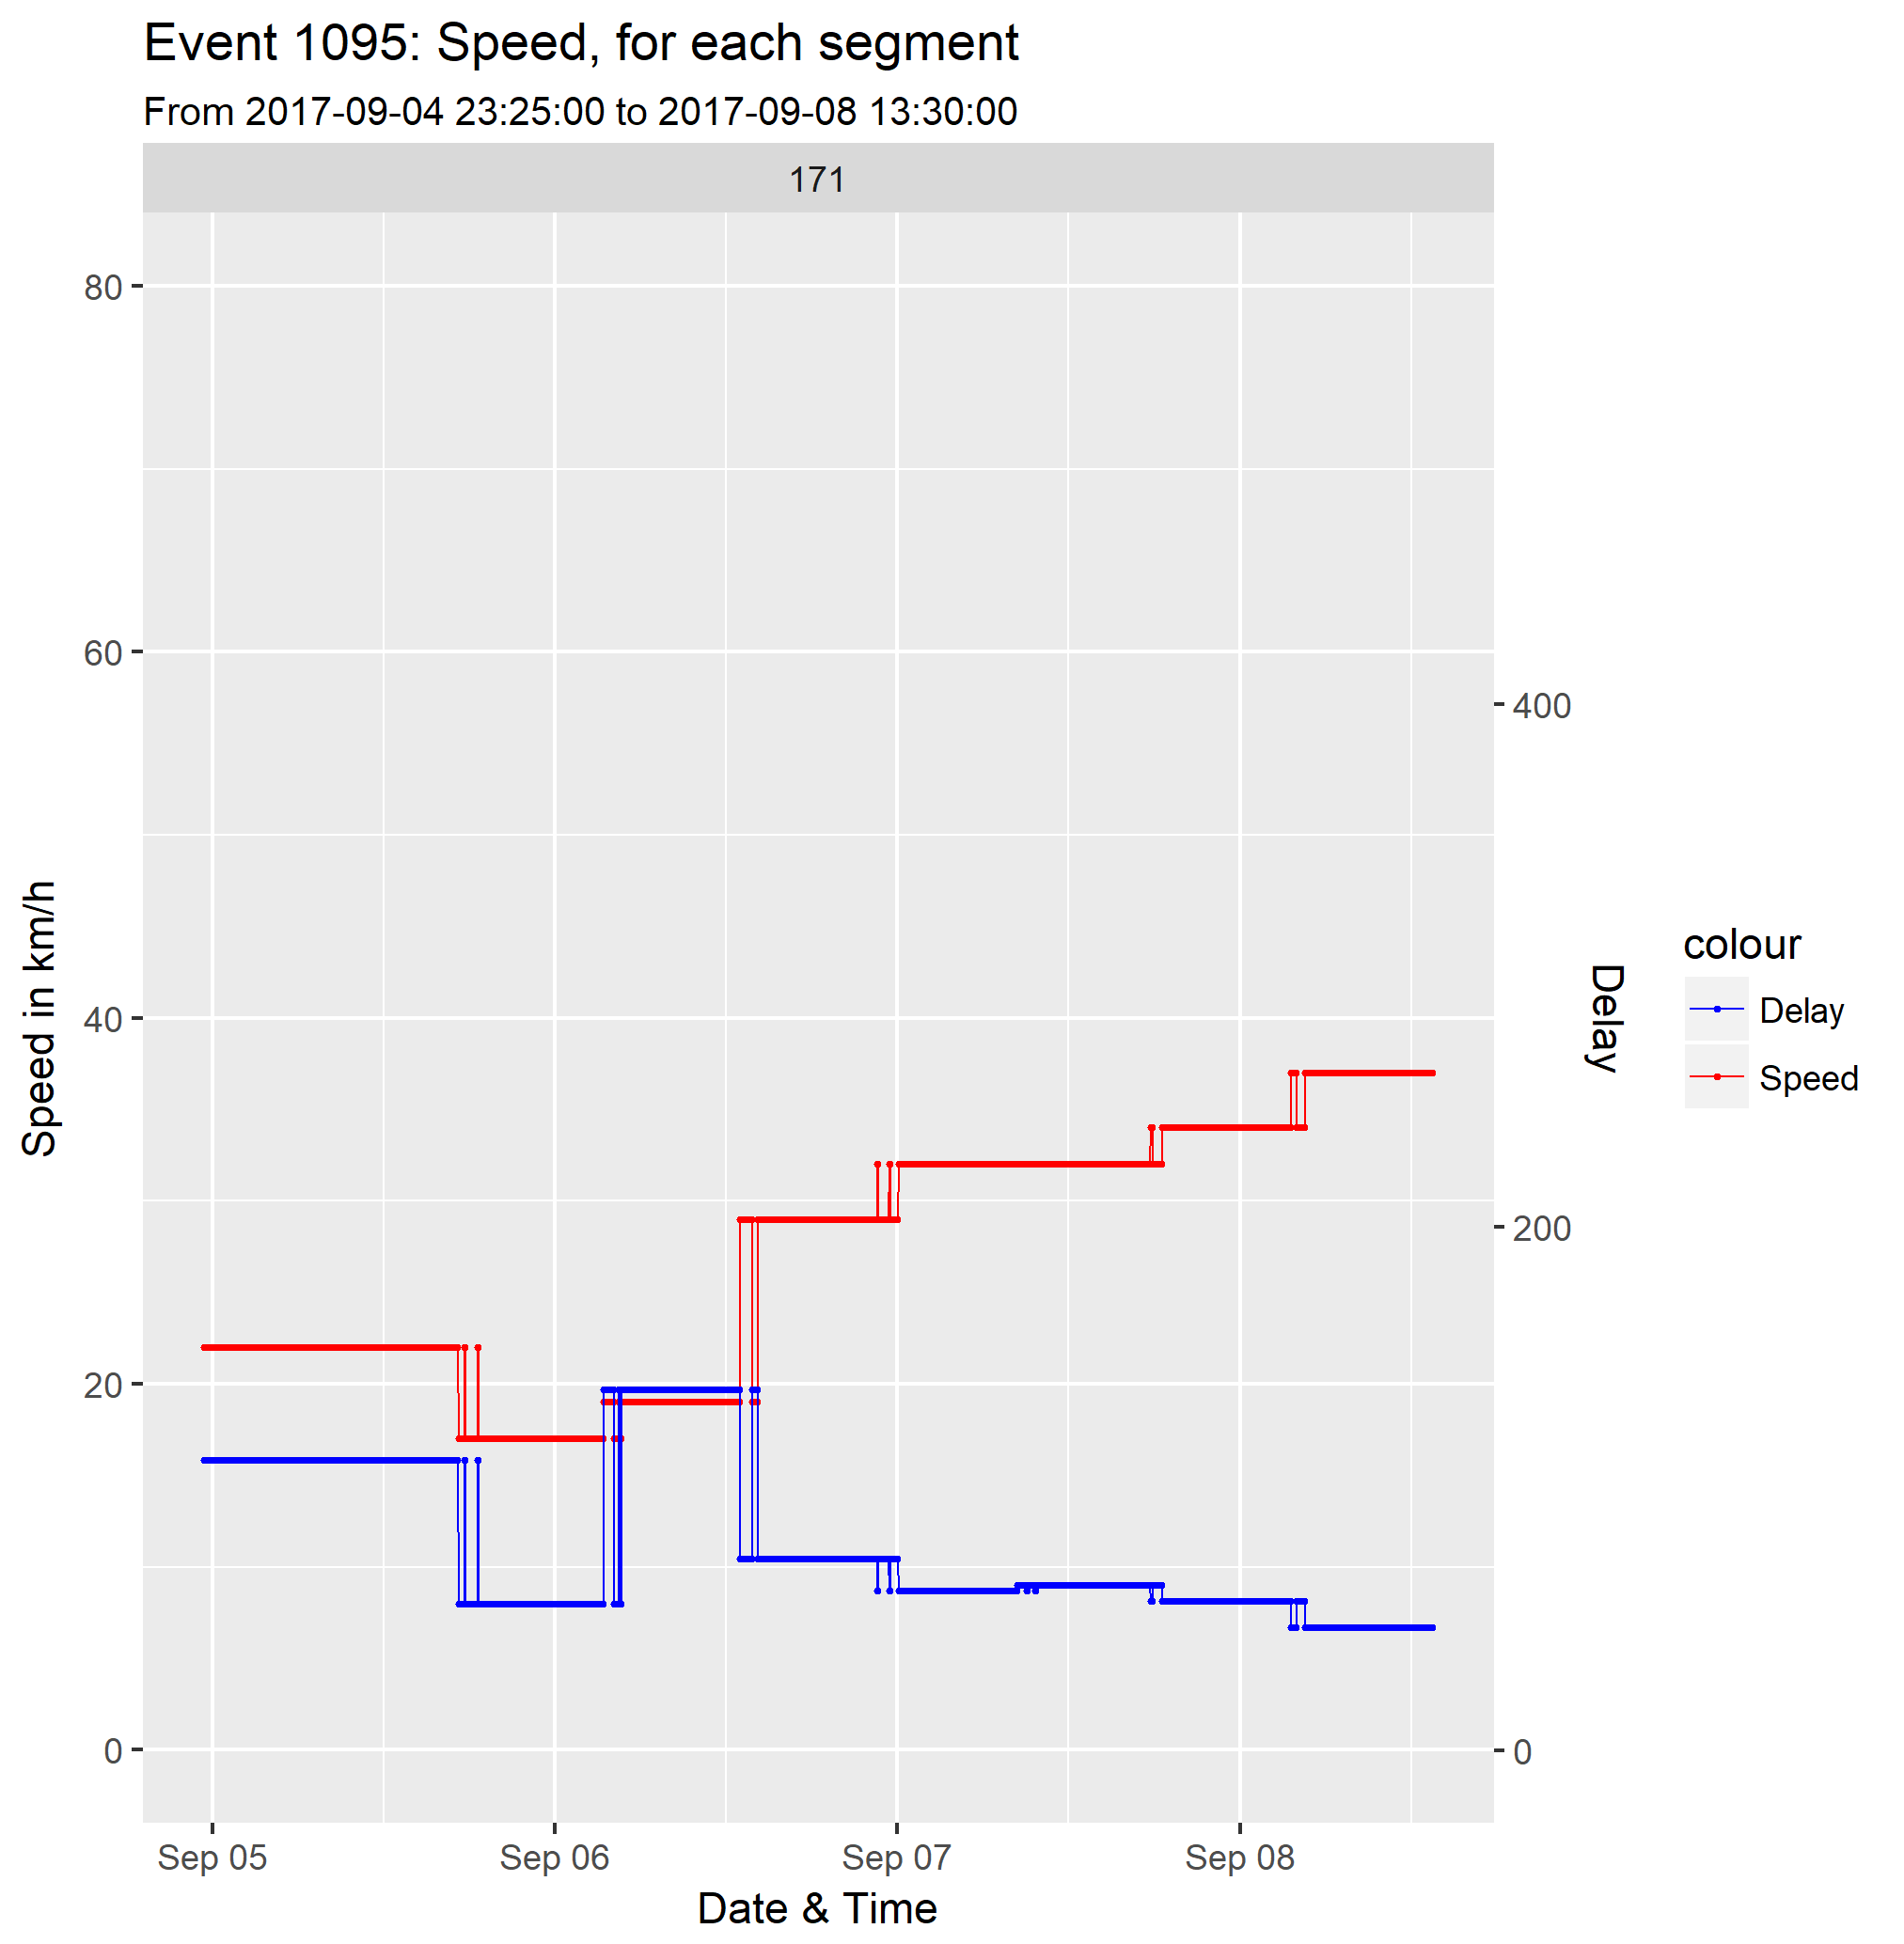 Event 1095: Speed, for each segment
From 2017-09-04 23:25:00 to 2017-09-08 13:30:00
171
Speed in km/h
80
60
40
20
0
400
200
0
Delay
colour
Delay
Speed
Sep 05
Sep 06
Sep 07
Sep 08
Date & Time